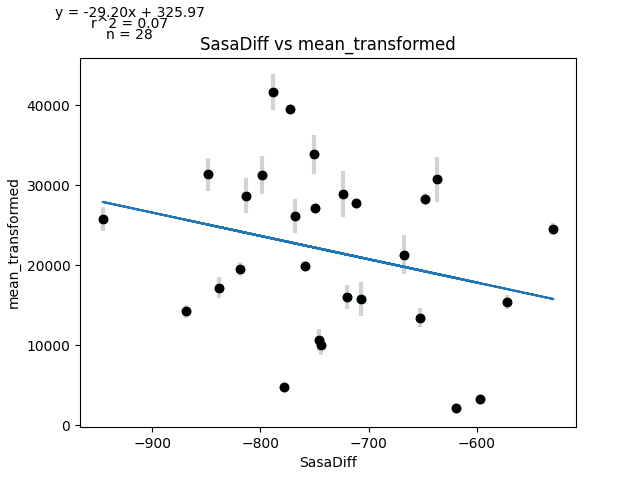 y = -29.20x + 325.97
r^2 = 0.07
n = 28
SasaDiff vs mean_transformed
40000
30000
20000
10000
0
mean_transformed
−900
−800
−700
−600
SasaDiff